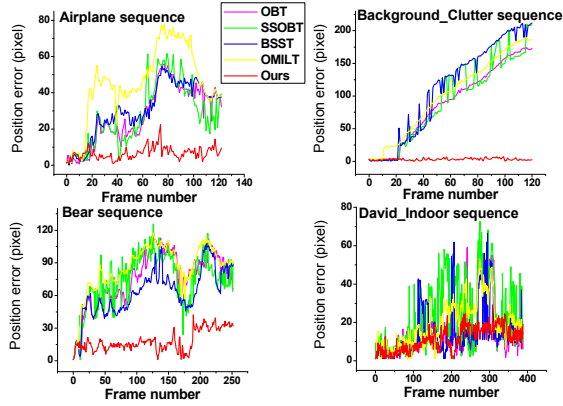 Airplane sequence
OBT
SSOBT
BSST
OMILT
Ours
Position error (pixel)
80
60
40
20
0
0 20 40 60 80 100 120 140
Frame number
Background_Clutter sequence
Position error (pixel)
200
150
100
50
0
0 20 40 60 80 100 120
Frame number
Bear sequence
Position error (pixel)
120
90
60
30
0
0 50 100 150 200 250
Frame number
David_Indoor sequence
Position error (pixel)
80
60
40
20
0
0 100 200 300 400
Frame number